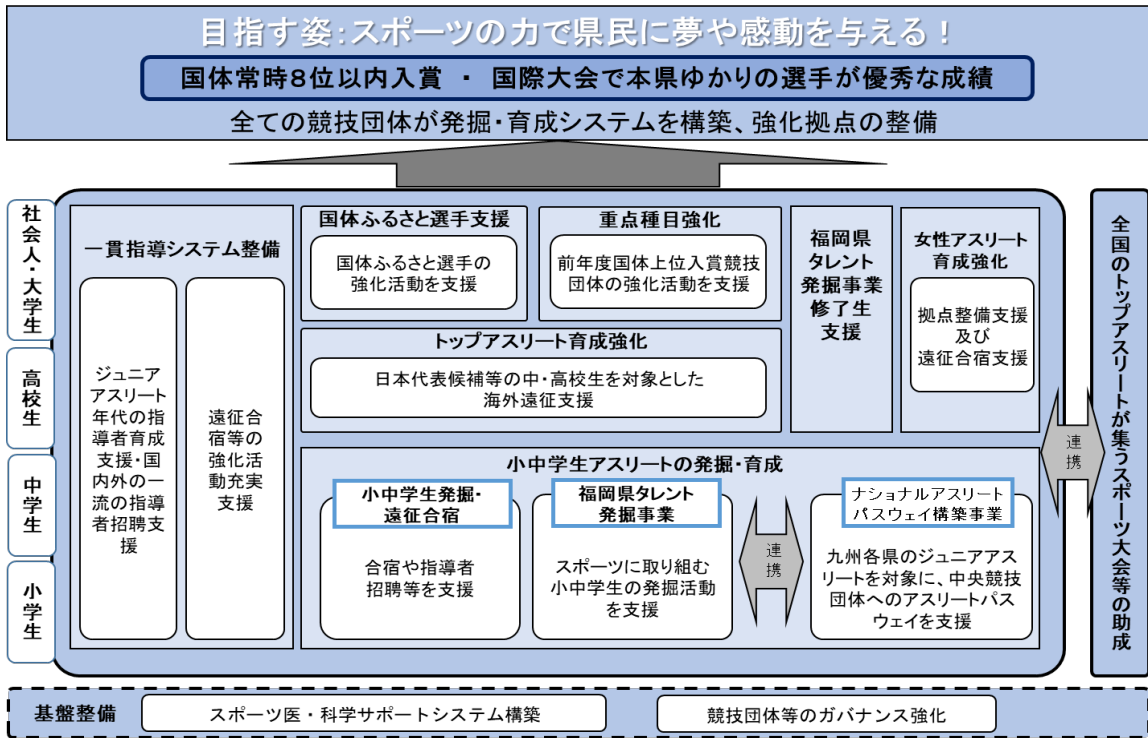 目指す姿:スポーツの力で県民に夢や感動を与える!
国体常時8位以内入賞 ・ 国際大会で本県ゆかりの選手が優秀な成績
全ての競技団体が発掘・育成システムを構築、強化拠点の整備
社会人・大学生
高校生
中学生
小学生
一貫指導システム整備
ジュニア
アスリート
年代の指
導者育成
支援・国
内外の一
流の指導
者招聘支
援
遠征合
宿等の
強化活
動充実
支援
国体ふるさと選手支援
国体ふるさと選手の
強化活動を支援
重点種目強化
前年度国体上位入賞競技
団体の強化活動を支援
福岡県
タレント
発掘事業
修了生
支援
女性アスリート
育成強化
拠点整備支援
及び
遠征合宿支援
トップアスリート育成強化
日本代表候補等の中・高校生を対象とした
海外遠征支援
小中学生アスリートの発掘・育成
小中学生発掘・
遠征合宿
合宿や指導者
招聘等を支援
福岡県タレント
発掘事業
スポーツに取り組む
小中学生の発掘活動
を支援
連携
ナショナルアスリート
パスウェイ構築事業
九州各県のジュニアアス
リートを対象に、中央競技
団体へのアスリートパス
ウェイを支援
連携
全国のトップアスリートが集うスポーツ大会等の助成
基盤整備
スポーツ医・科学サポートシステム構築
競技団体等のガバナンス強化